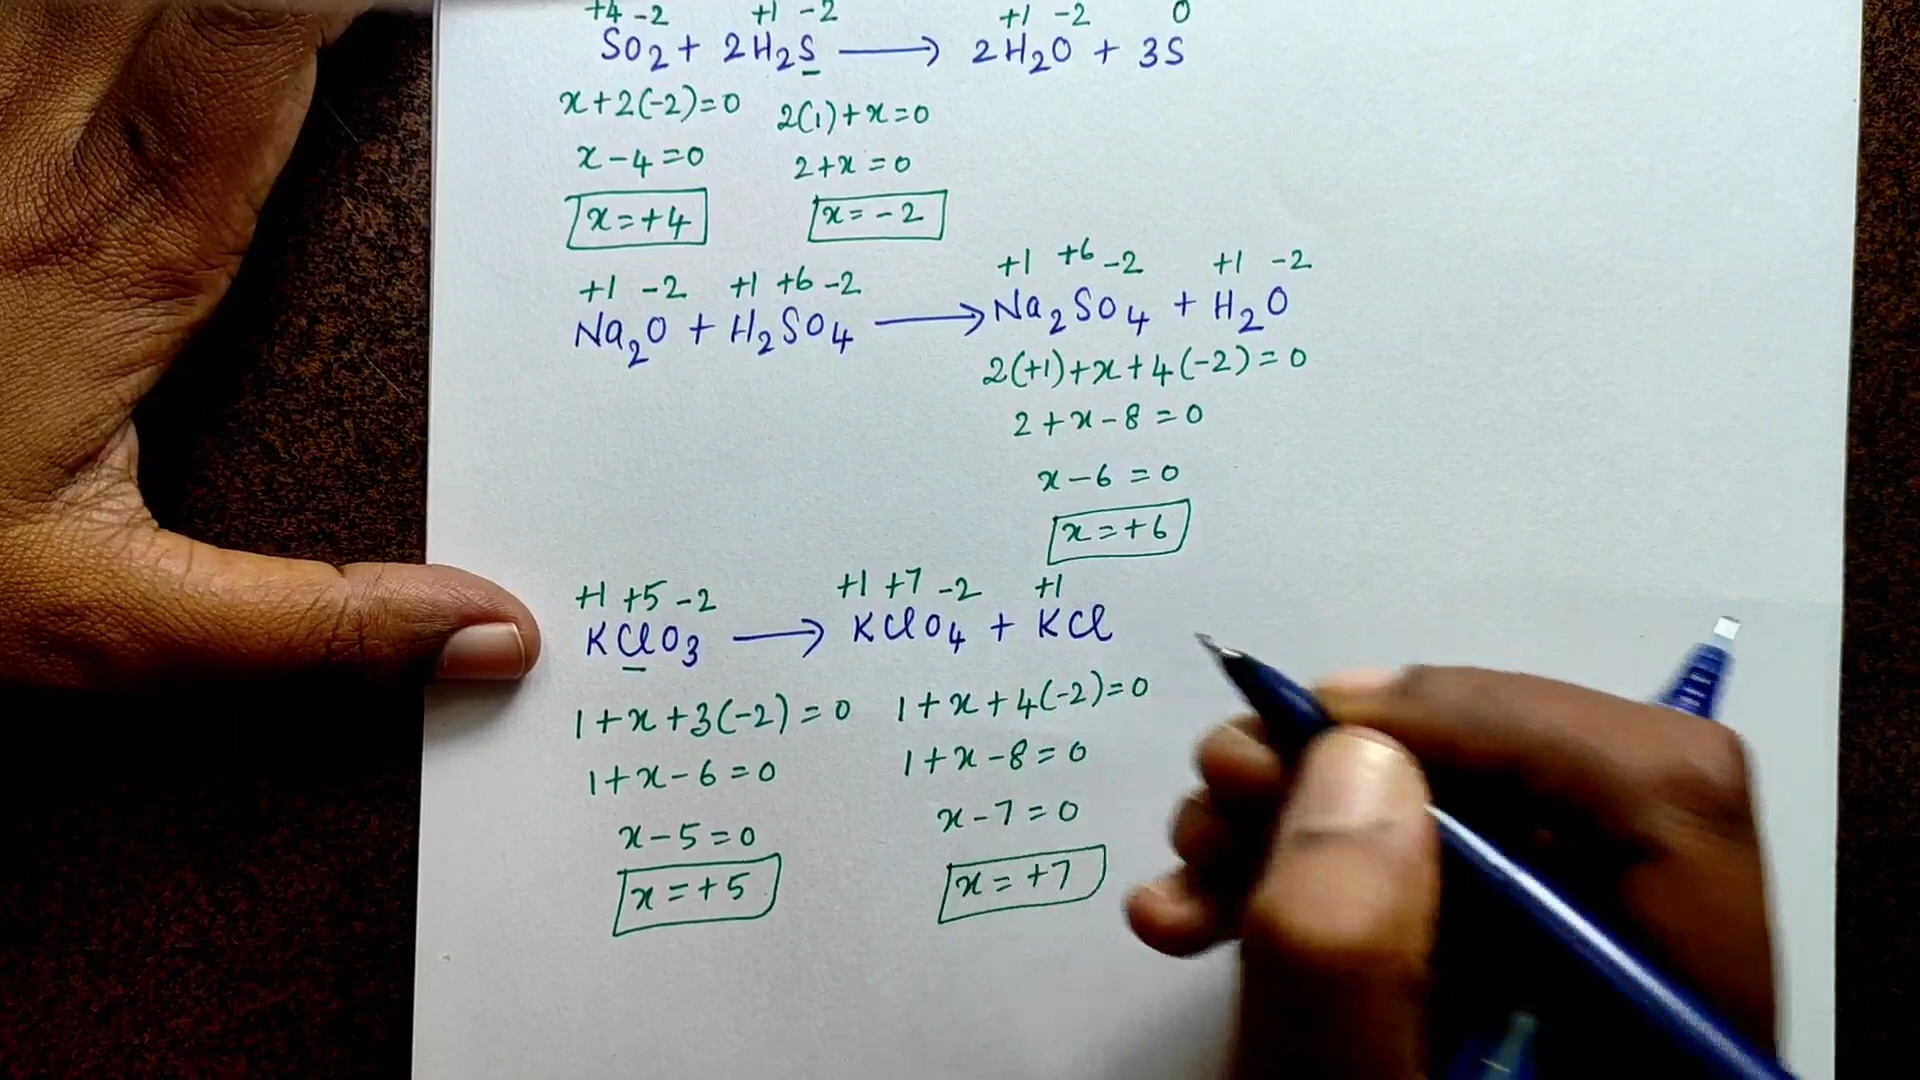 +4 -2 +1 -2 +1 -2 0
SO2 + 2H2S ⟶ 2H2O + 3S
x+2(-2)=0 2(1)+x=0
x-4=0 2+x=0
x=+4 x=-2
+1 -2 +1 +6 -2 +1 +6 -2 +1 -2
Na2O + H2SO4 ⟶ Na2SO4 + H2O
2(+1)+x+4(-2)=0
2+x-8=0
x-6=0
x=+6
+1 +5 -2 +1 +7 -2 +1
KClO3 ⟶ KClO4 + KCl
1+x+3(-2)=0 1+x+4(-2)=0
1+x-6=0 1+x-8=0
x-5=0 x-7=0
x=+5 x=+7